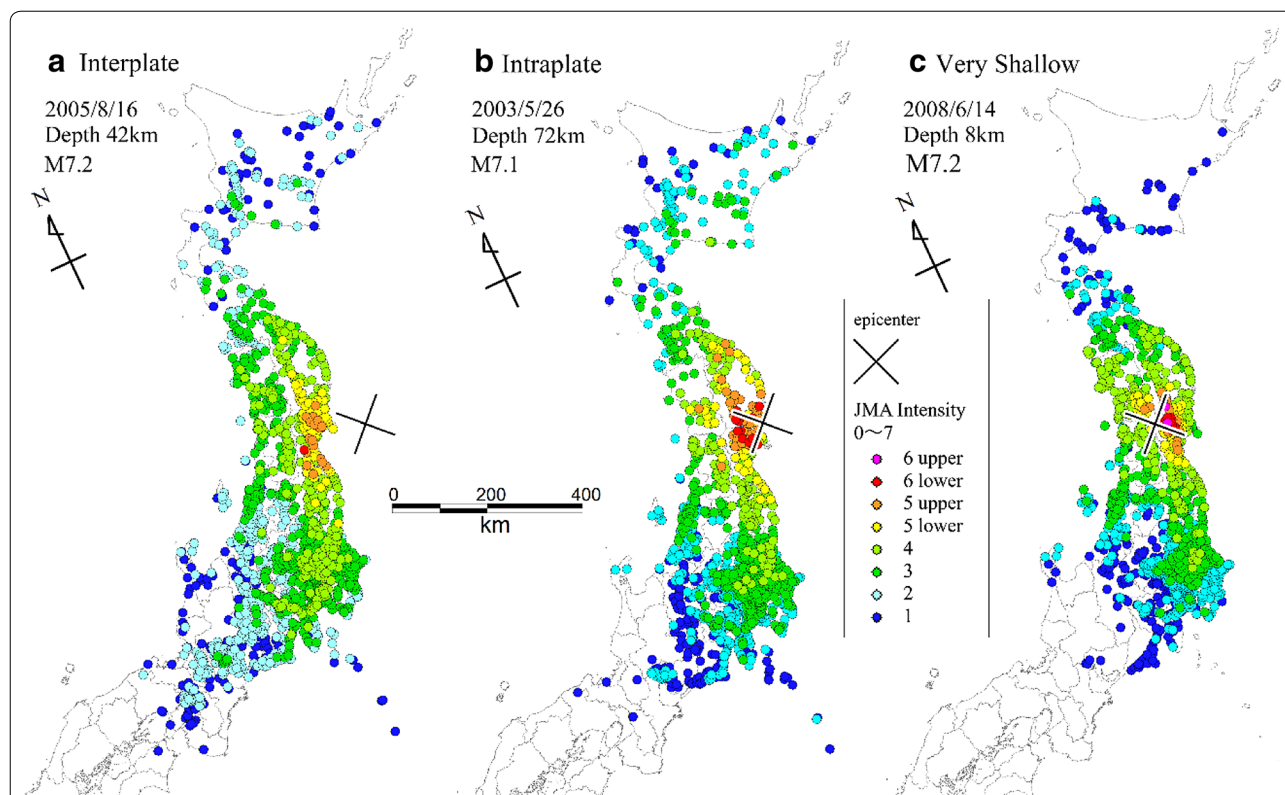 a Interplate
2005/8/16
Depth 42km
M7.2
N
b Intraplate
2003/5/26
Depth 72km
M7.1
N
c Very Shallow
2008/6/14
Depth 8km
M7.2
N
epicenter
JMA Intensity
0～7
6 upper
6 lower
5 upper
5 lower
4
3
2
1
0 200 400
km